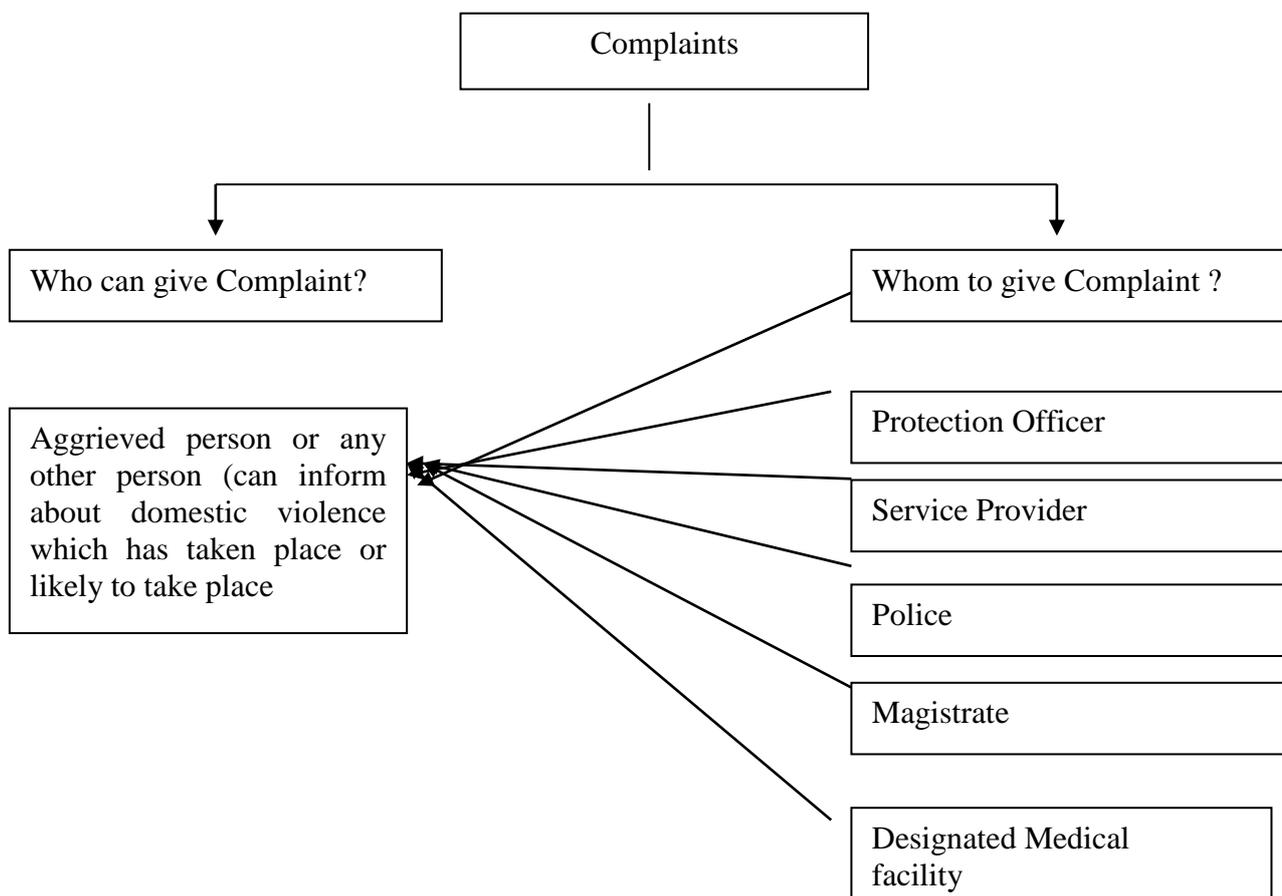 Complaints
Who can give Complaint?
Whom to give Complaint ?
Aggrieved person or any
other person (can inform
about domestic violence
which has taken place or
likely to take place
Protection Officer
Service Provider
Police
Magistrate
Designated Medical
facility